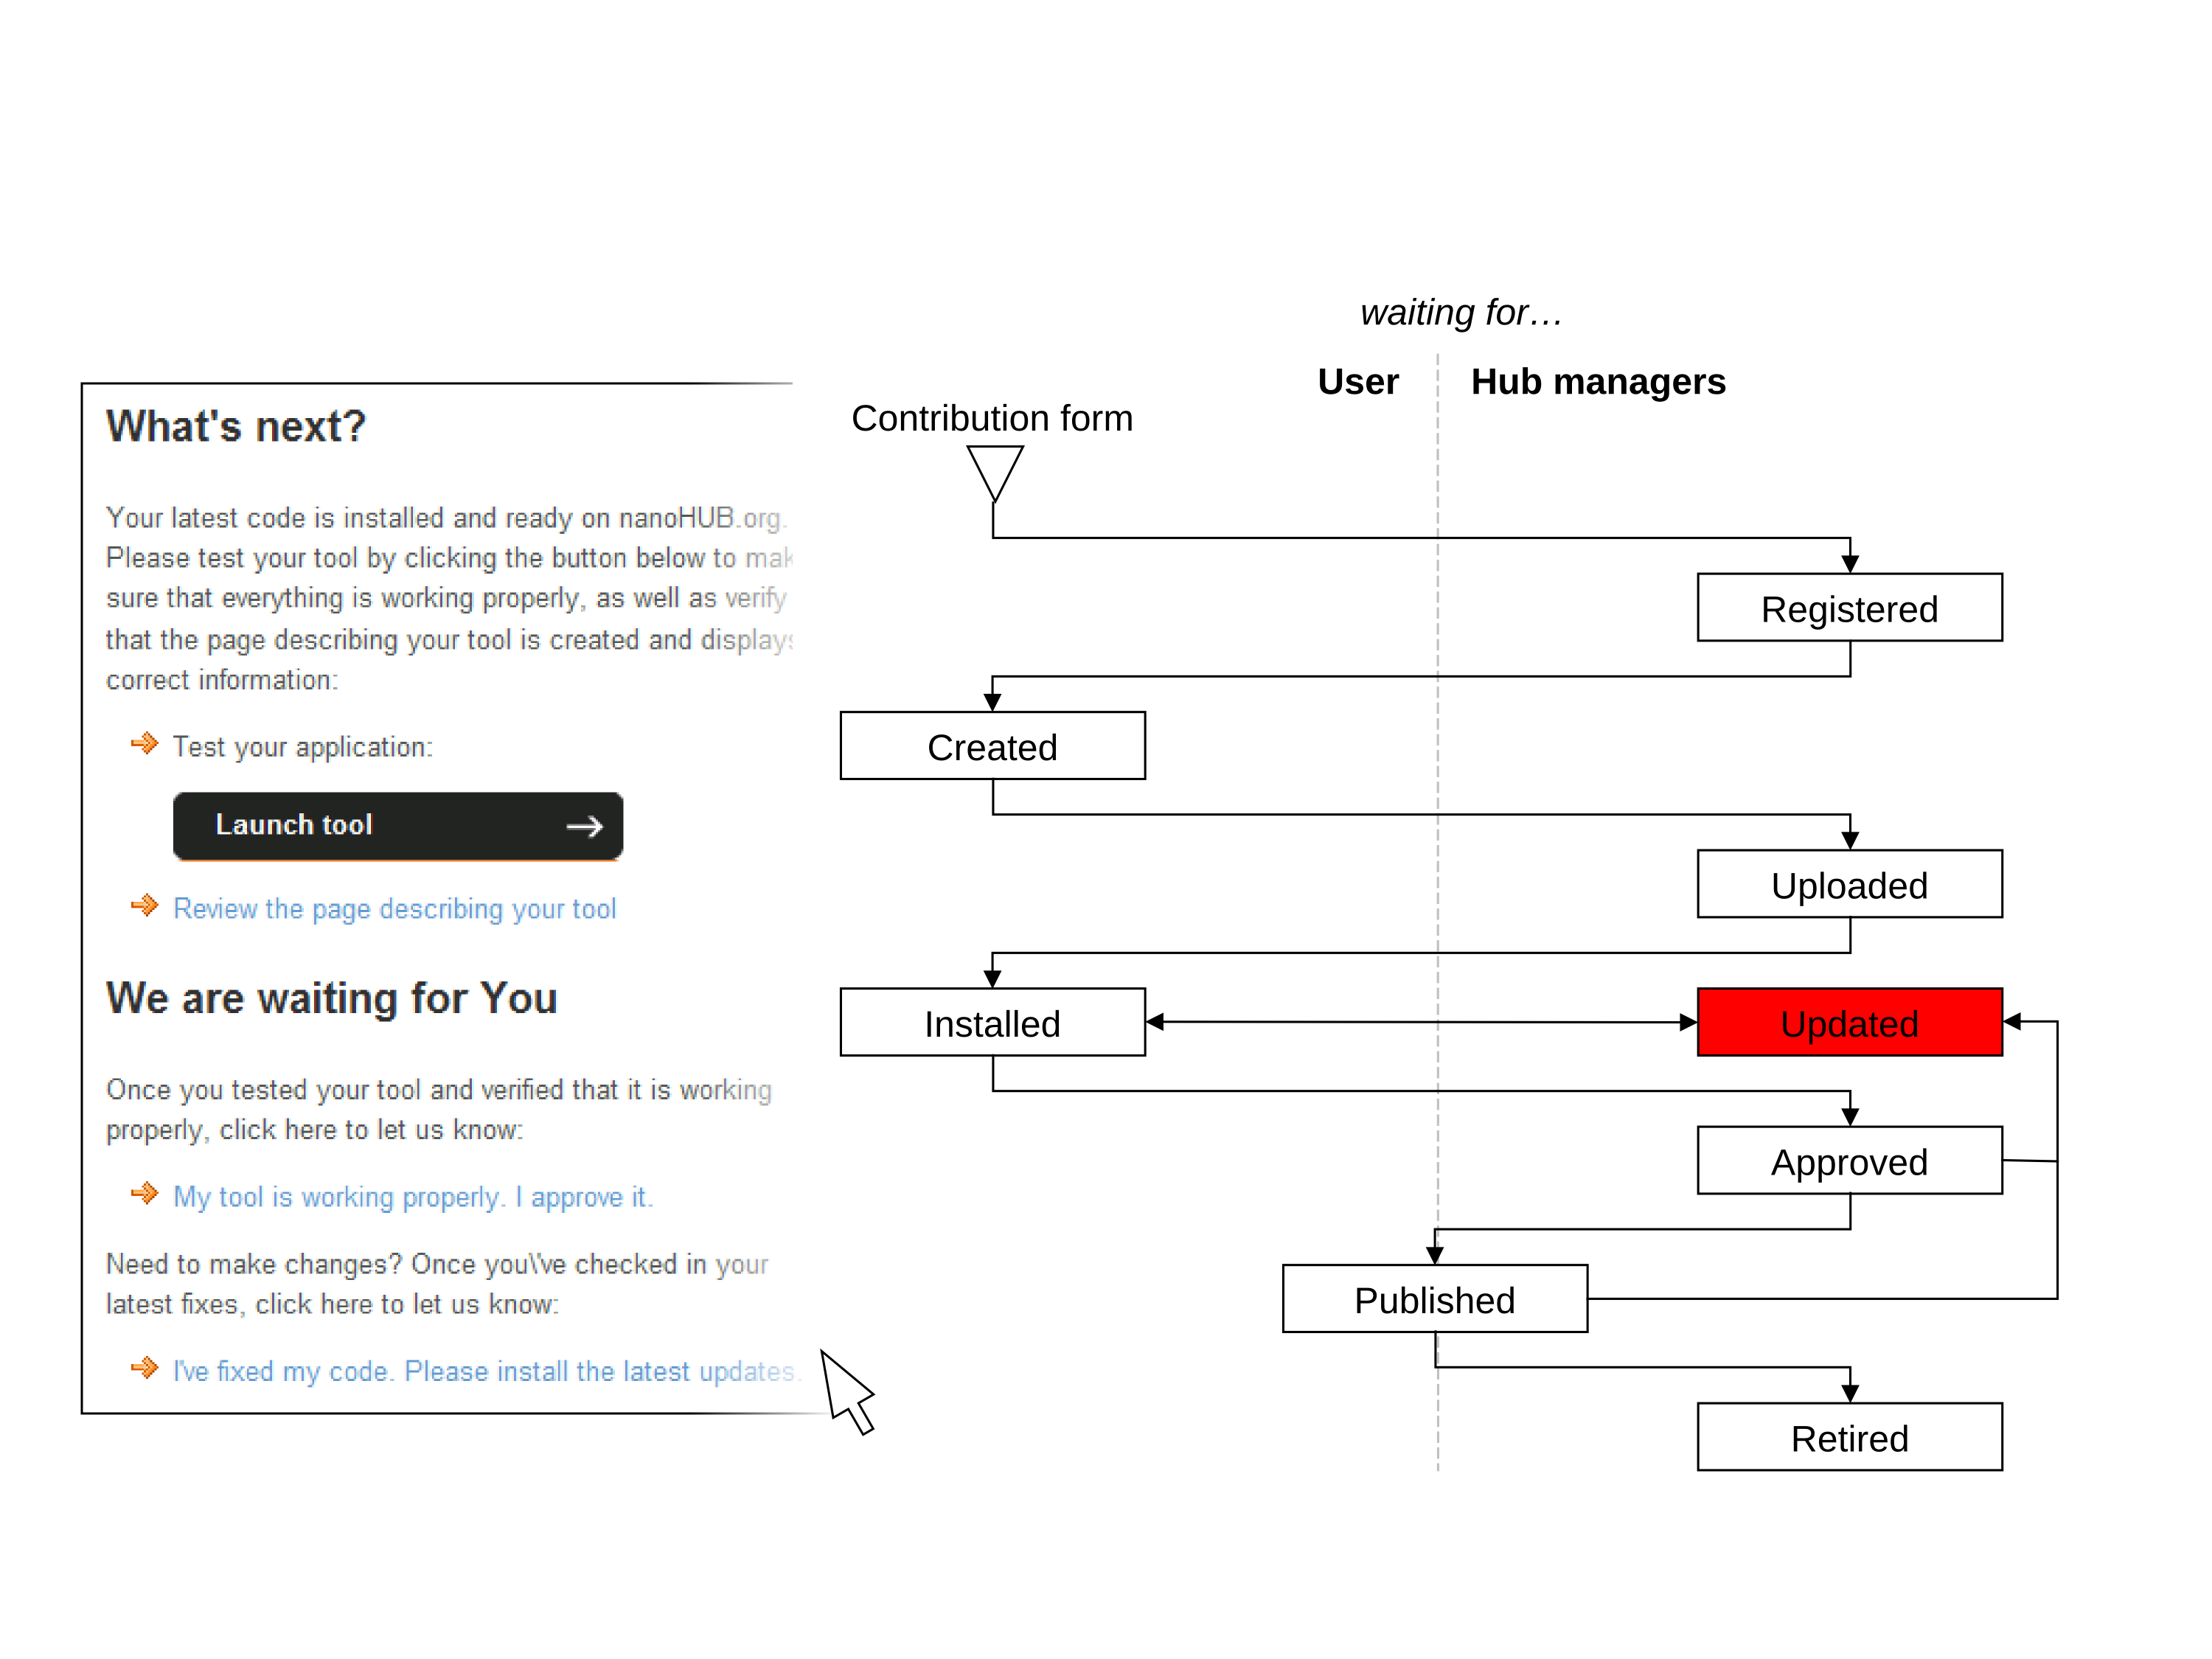 What's next?
Your latest code is installed and ready on nanoHUB.org.
Please test your tool by clicking the button below to mak
sure that everything is working properly, as well as verify
that the page describing your tool is created and displays
correct information:
Test your application:
Launch tool
Review the page describing your tool
We are waiting for You
Once you tested your tool and verified that it is working
properly, click here to let us know:
My tool is working properly. I approve it.
Need to make changes? Once you\'ve checked in your
latest fixes, click here to let us know:
I've fixed my code. Please install the latest updates.
waiting for…
User
Hub managers
Contribution form
Registered
Created
Uploaded
Installed
Updated
Approved
Published
Retired